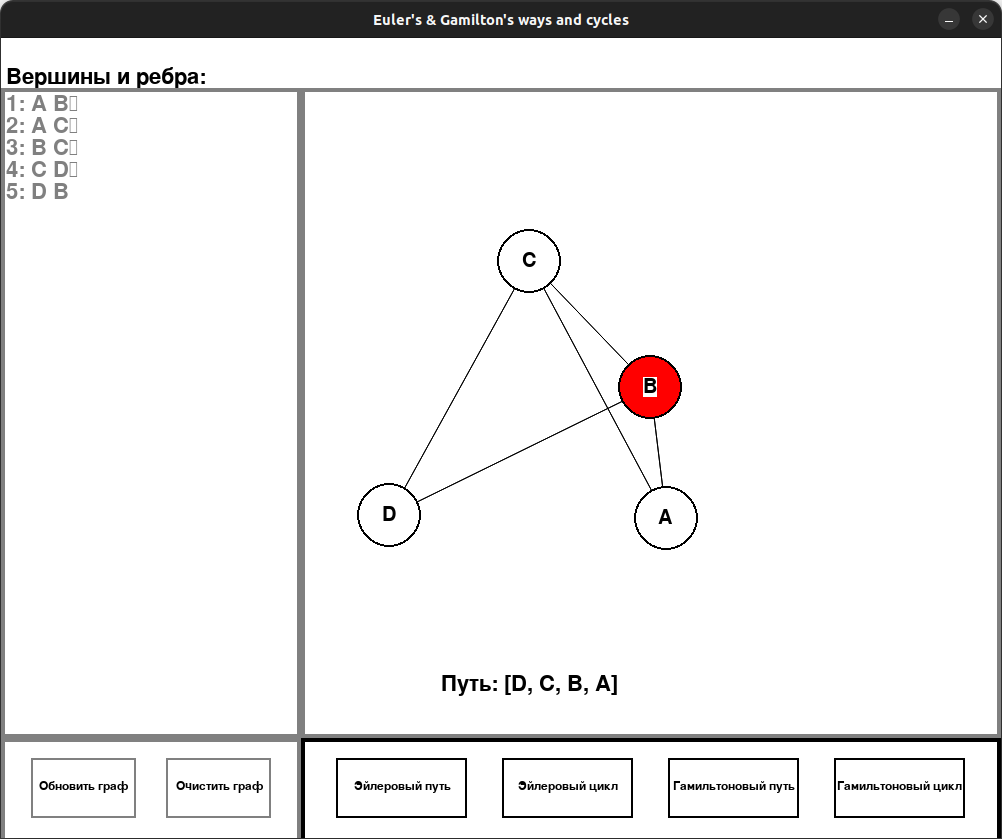 Euler's & Gamilton's ways and cycles
Вершины и ребра:
1: A B
2: A C
3: B C
4: C D
5: D B
C
B
D
A
Путь: [D, C, B, A]
Обновить граф
Очистить граф
Эйлеровый путь
Эйлеровый цикл
Гамильтоновый путь
Гамильтоновый цикл